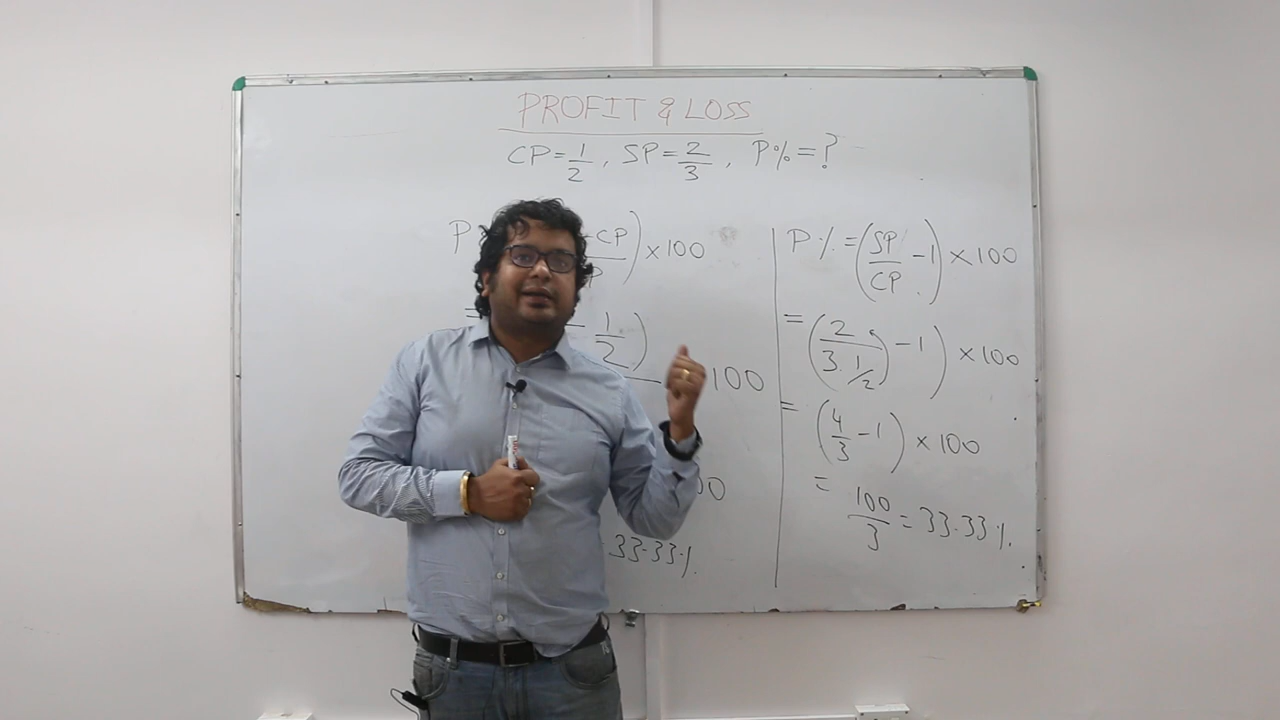 PROFIT & LOSS
CP = 1/2, SP = 2/3, P% = ?
P -CP) × 100
P
= - 1/2)
100
00
33.33%
P% = (SP/CP - 1) × 100
= (2/(3.1/2) - 1) × 100
= (4/3 - 1) × 100
=
100/3 = 33.33%.